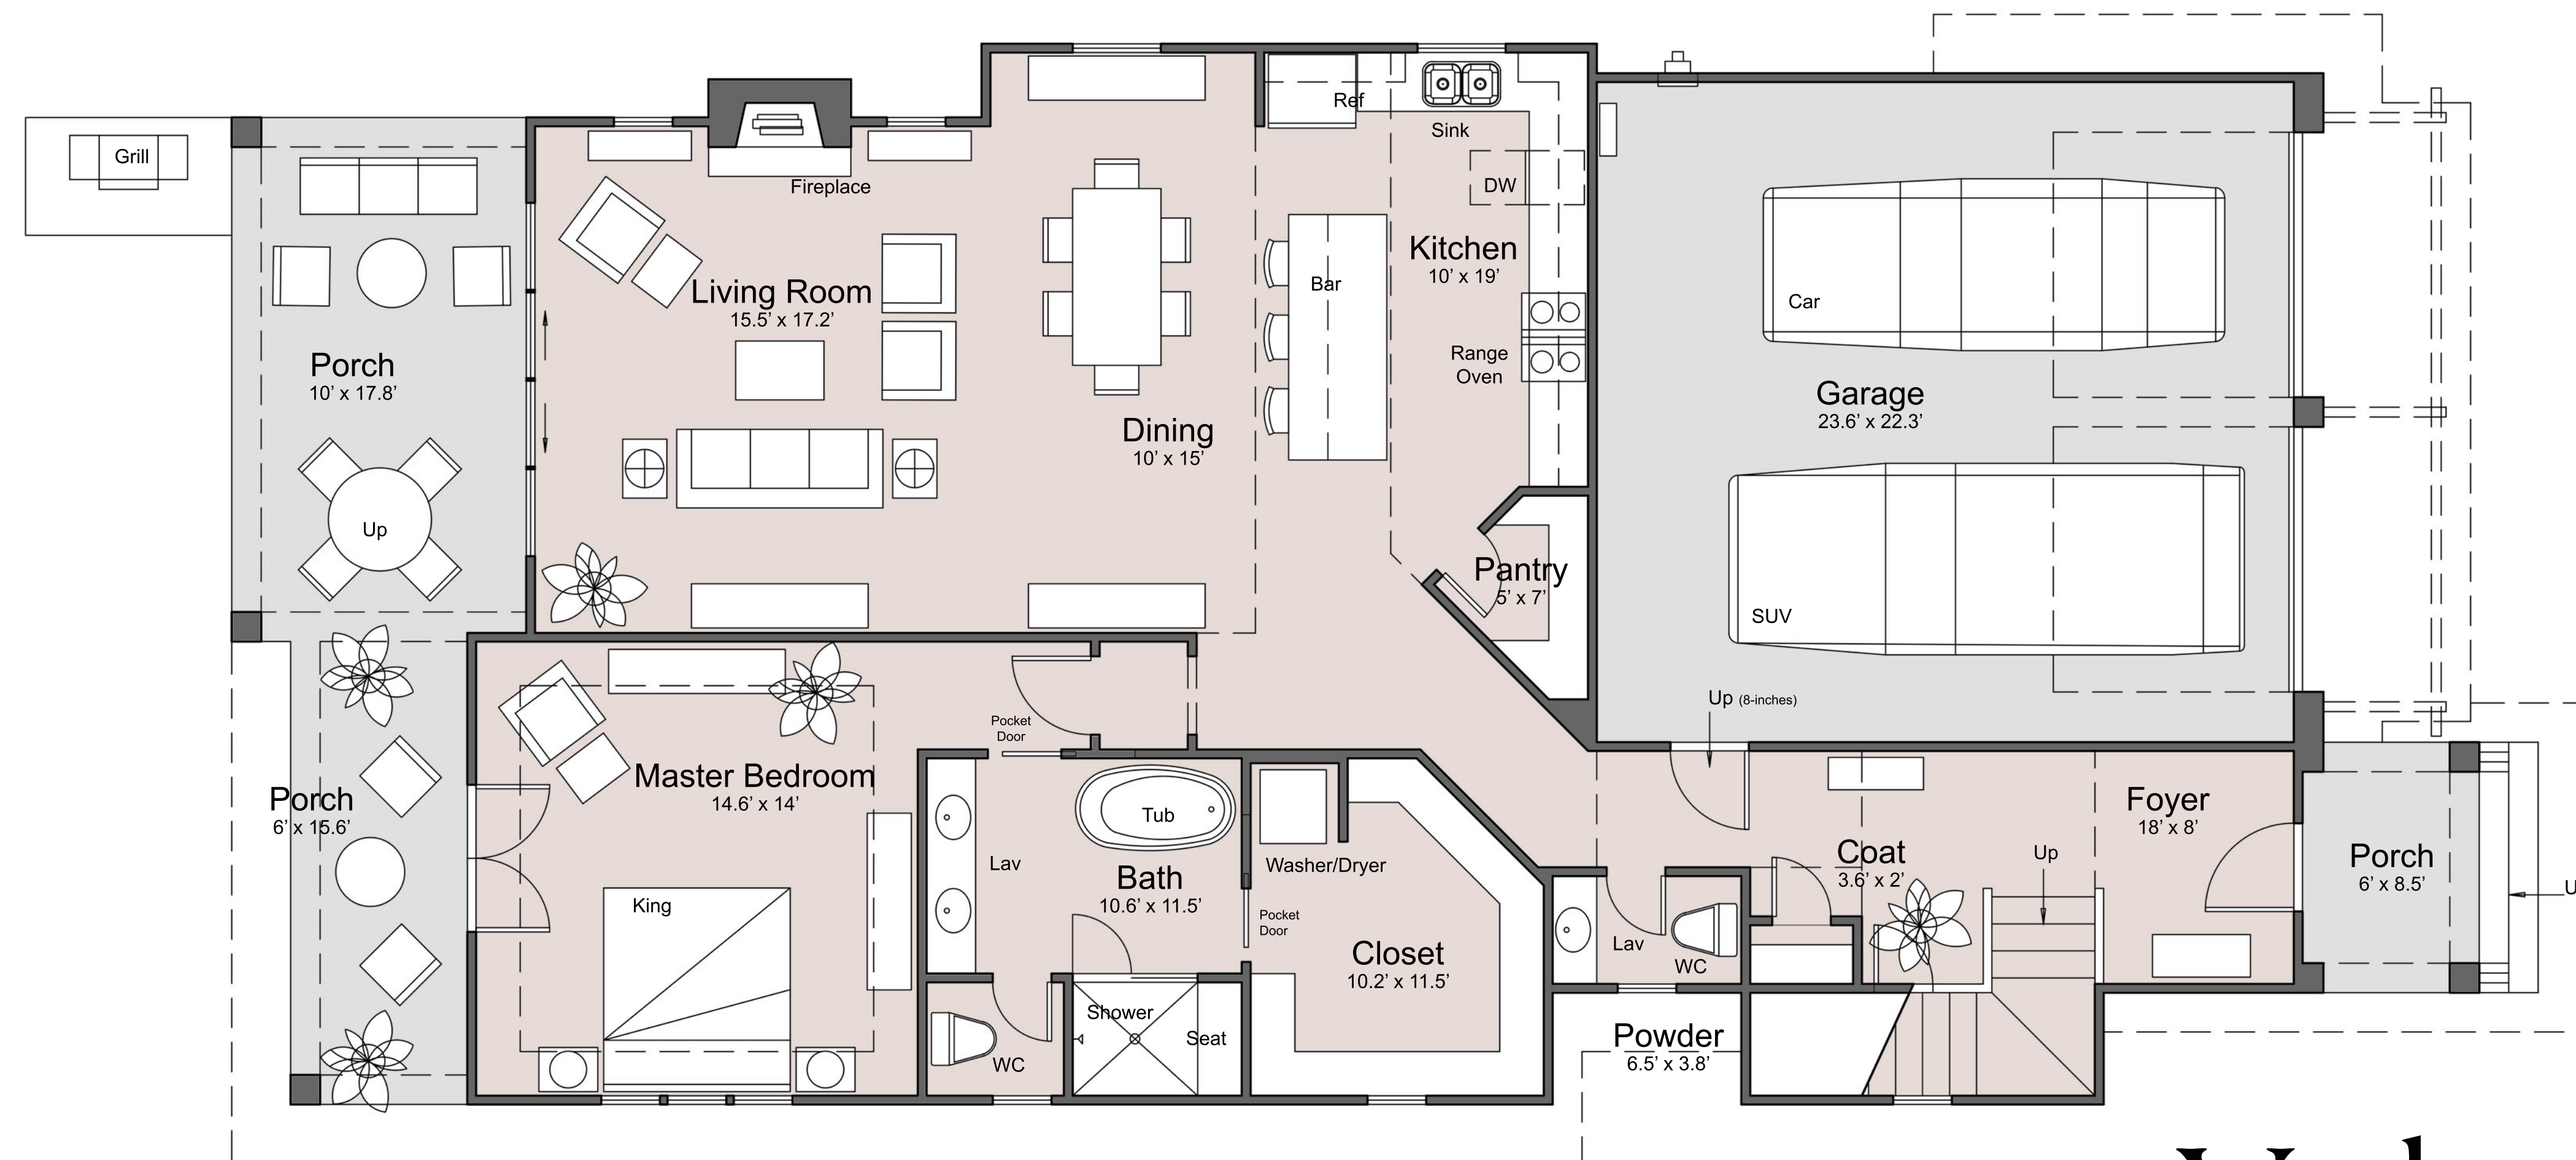 Grill
Porch
10' x 17.8'
Up
Porch
6' x 15.6'
Fireplace
Living Room
15.5' x 17.2'
Dining
10' x 15'
Ref
Sink
DW
Kitchen
10' x 19'
Bar
Range
Oven
Pantry
5' x 7'
Car
Garage
23.6' x 22.3'
SUV
Up (8-inches)
Pocket
Door
Master Bedroom
14.6' x 14'
King
Tub
Lav
Bath
10.6' x 11.5'
Washer/Dryer
Pocket
Door
Closet
10.2' x 11.5'
Shower
Seat
WC
Lav
WC
Powder
6.5' x 3.8'
Coat
3.6' x 2'
Up
Foyer
18' x 8'
Porch
6' x 8.5'